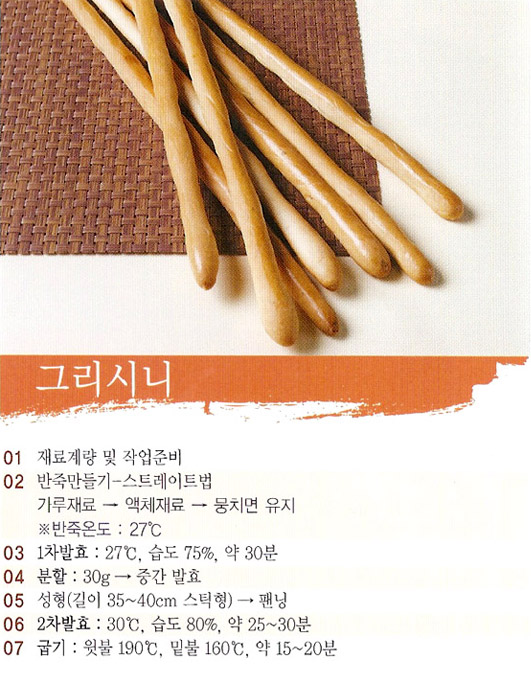 그리시니
01 재료계량 및 작업준비
02 반죽만들기-스트레이트법
가루재료 → 액체재료 → 뭉치면 유지
※반죽온도 : 27℃
03 1차발효 : 27℃, 습도 75%, 약 30분
04 분할 : 30g → 중간 발효
05 성형(길이 35~40cm 스틱형) → 팬닝
06 2차발효 : 30℃, 습도 80%, 약 25~30분
07 굽기 : 윗불 190℃, 밑불 160℃, 약 15~20분